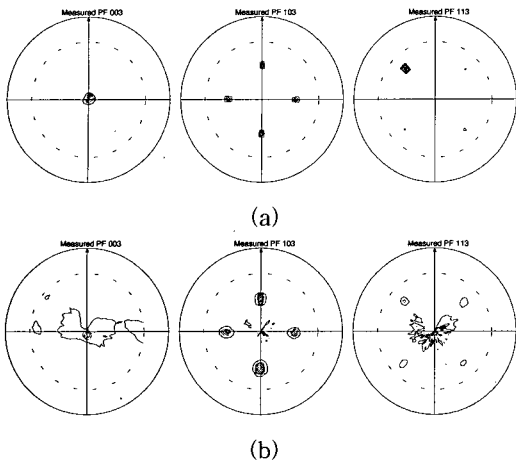 Measured PF 003
Measured PF 103
Measured PF 113
(a)
Measured PF 003
Measured PF 103
Measured PF 113
(b)